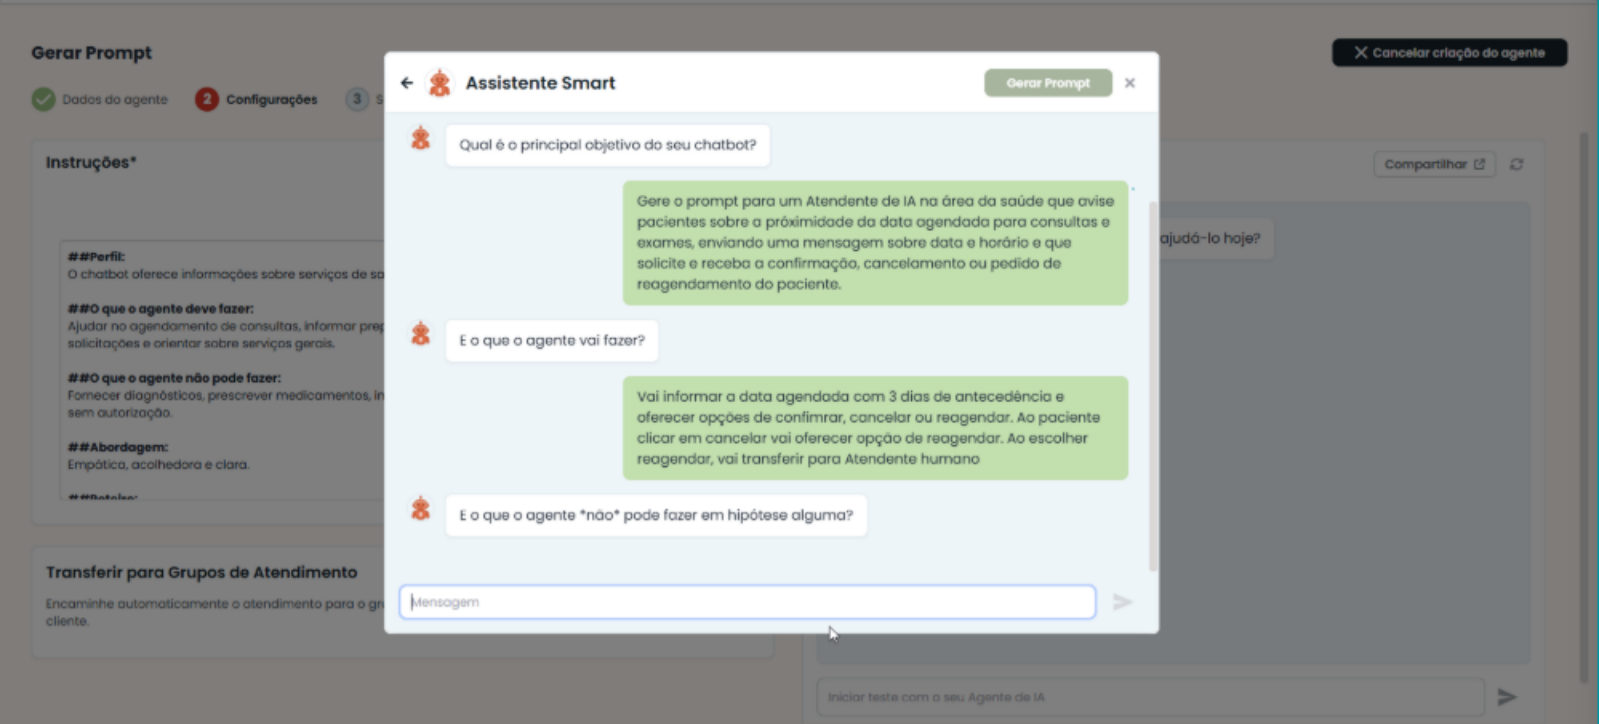 Gerar Prompt
Cancelar criação do agente
Dados do agente
2
Configurações
3
S
Instruções*
##Perfil:
O chatbot oferece informações sobre serviços de sa
##O que o agente deve fazer:
Ajudar no agendamento de consultas, informar prep
solicitações e orientar sobre serviços gerais.
##O que o agente não pode fazer:
Fornecer diagnósticos, prescrever medicamentos, in
sem autorização.
##Abordagem:
Empática, acolhedora e clara.
##Roteiro:
Transferir para Grupos de Atendimento
Encaminhe automaticamente o atendimento para o gr
cliente.
Assistente Smart
Gerar Prompt
Qual é o principal objetivo do seu chatbot?
Gere o prompt para um Atendente de IA na área da saúde que avise
pacientes sobre a próximidade da data agendada para consultas e
exames, enviando uma mensagem sobre data e horário e que
solicite e receba a confirmação, cancelamento ou pedido de
reagendamento do paciente.
E o que o agente vai fazer?
Vai informar a data agendada com 3 dias de antecedência e
oferecer opções de confimrar, cancelar ou reagendar. Ao paciente
clicar em cancelar vai oferecer opção de reagendar. Ao escolher
reagendar, vai transferir para Atendente humano
E o que o agente *não* pode fazer em hipótese alguma?
Mensagem
Compartilhar
ajudá-lo hoje?
Iniciar teste com o seu Agente de IA